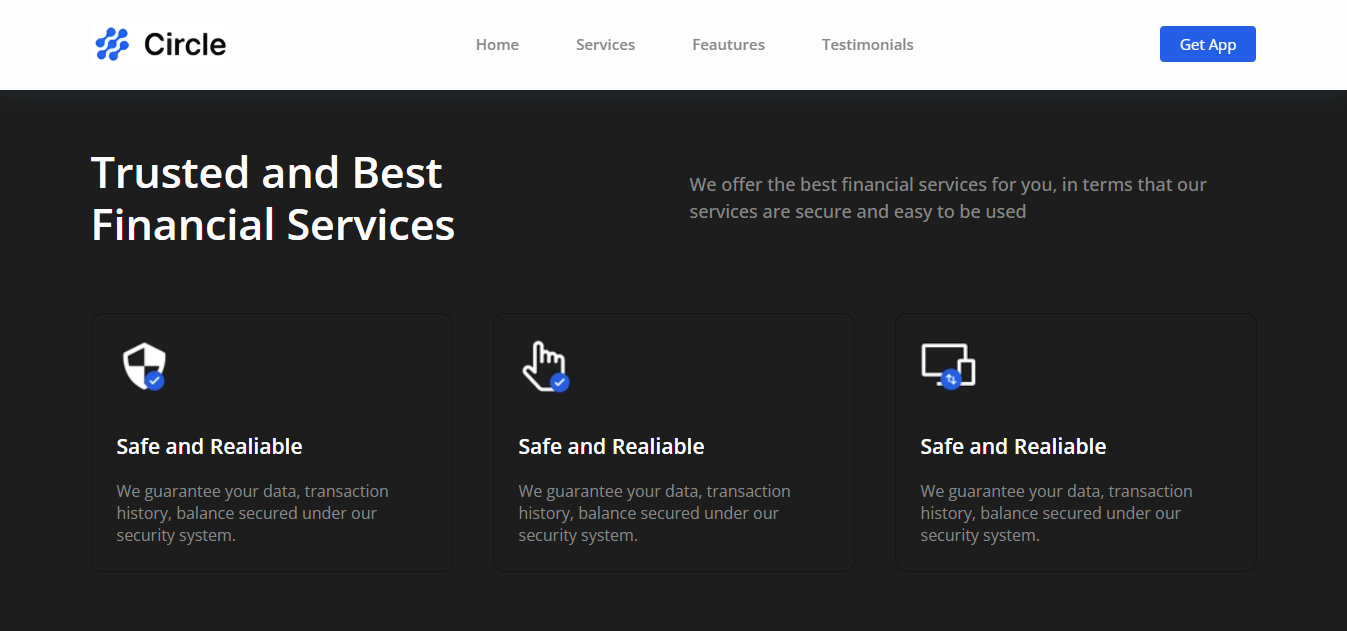 Circle
Home
Services
Feautures
Testimonials
Get App
Trusted and Best
Financial Services
We offer the best financial services for you, in terms that our
services are secure and easy to be used
Safe and Realiable
We guarantee your data, transaction
history, balance secured under our
security system.
Safe and Realiable
We guarantee your data, transaction
history, balance secured under our
security system.
Safe and Realiable
We guarantee your data, transaction
history, balance secured under our
security system.